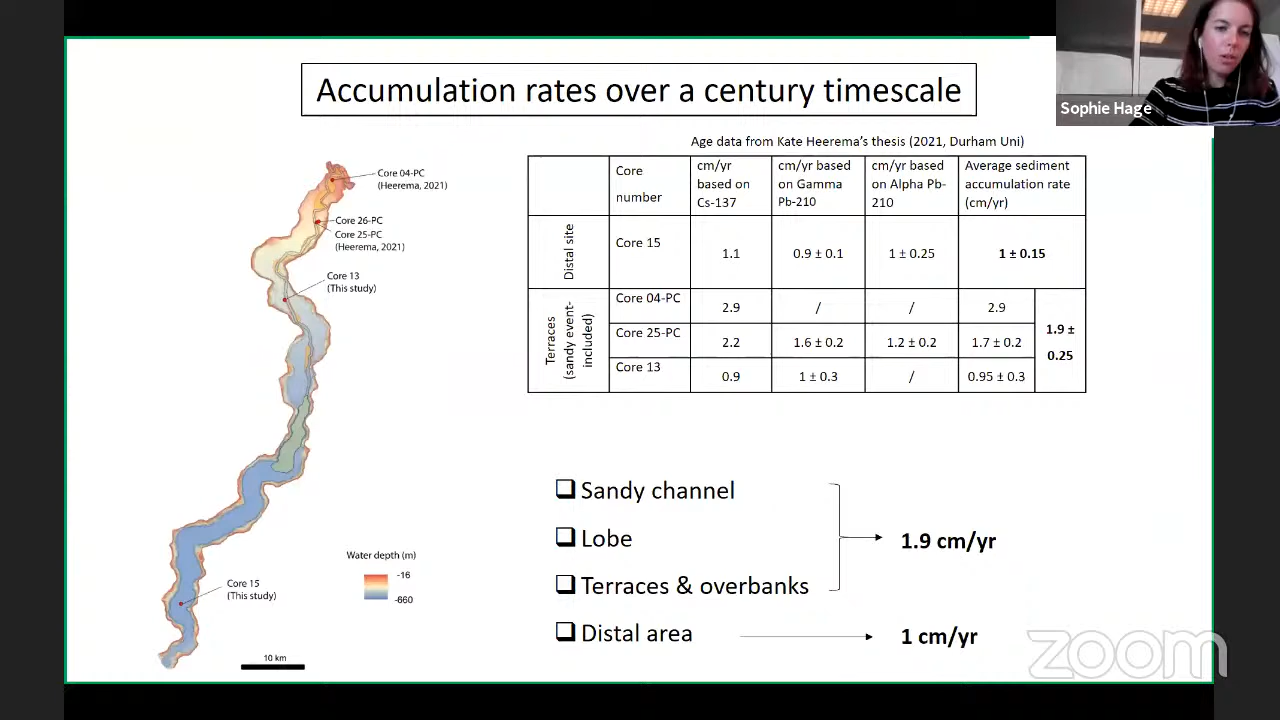 Sophie Hage
Accumulation rates over a century timescale
Age data from Kate Heerema's thesis (2021, Durham Uni)
Core number
cm/yr based on Cs-137
cm/yr based on Gamma Pb-210
cm/yr based on Alpha Pb-210
Average sediment accumulation rate (cm/yr)
Distal site
Core 15
1.1
0.9 ± 0.1
1 ± 0.25
1 ± 0.15
Terraces (sandy event-included)
Core 04-PC
2.9
/
/
2.9
1.9 ± 0.25
Core 25-PC
2.2
1.6 ± 0.2
1.2 ± 0.2
1.7 ± 0.2
Core 13
0.9
1 ± 0.3
/
0.95 ± 0.3
Core 04-PC
(Heerema, 2021)
Core 26-PC
Core 25-PC
(Heerema, 2021)
Core 13
(This study)
Core 15
(This study)
Water depth (m)
-16
-660
10 km
Sandy channel
Lobe
Terraces & overbanks
1.9 cm/yr
Distal area
1 cm/yr
zoom